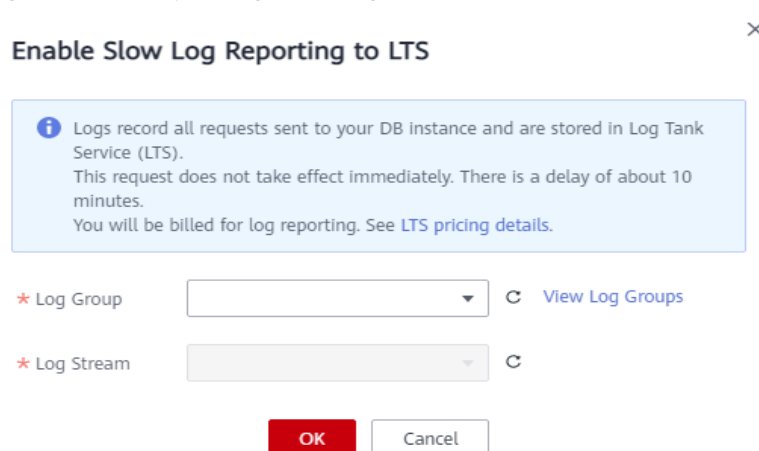 Enable Slow Log Reporting to LTS
Logs record all requests sent to your DB instance and are stored in Log Tank
Service (LTS).
This request does not take effect immediately. There is a delay of about 10
minutes.
You will be billed for log reporting. See LTS pricing details.
* Log Group
View Log Groups
* Log Stream
OK
Cancel